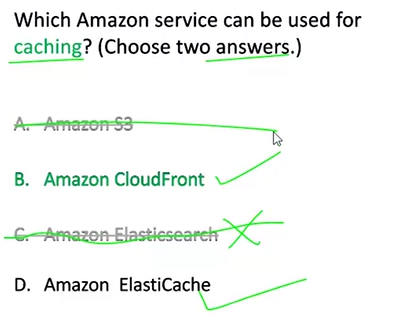 Which Amazon service can be used for
caching? (Choose two answers.)
A. Amazon S3
B. Amazon CloudFront
C. Amazon Elasticsearch
D. Amazon ElastiCache